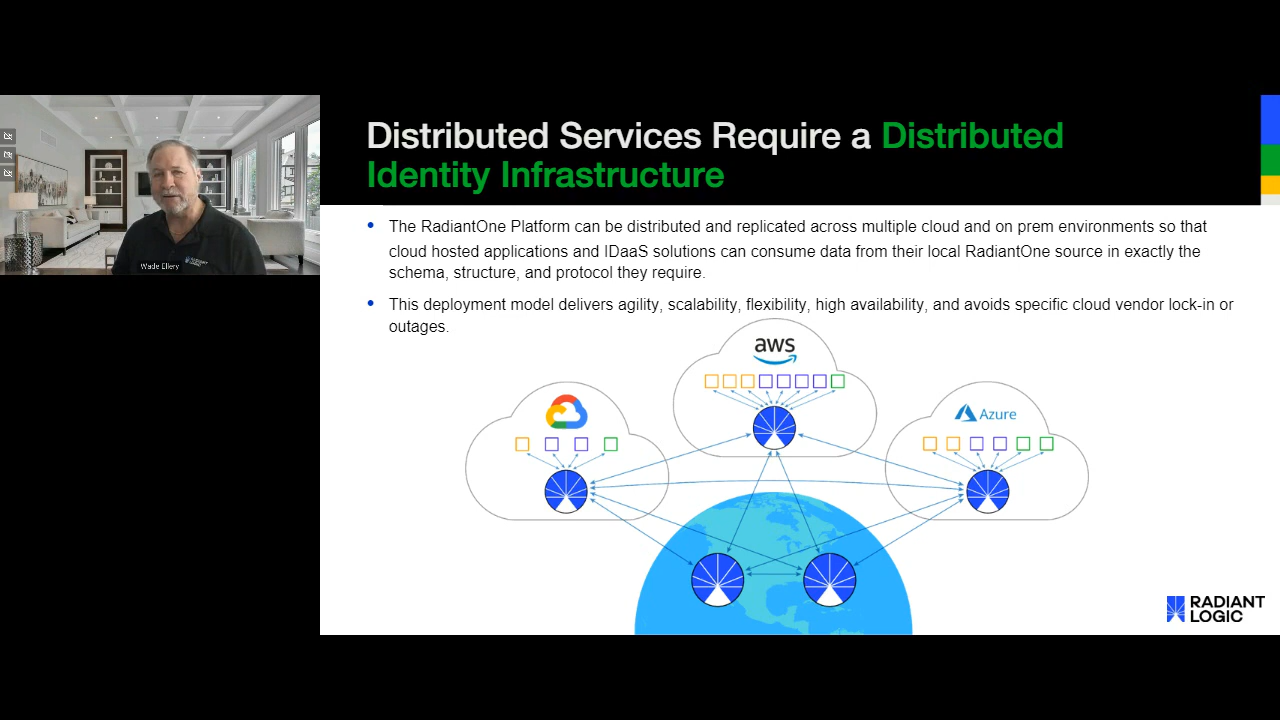 Distributed Services Require a Distributed
Identity Infrastructure
• The RadiantOne Platform can be distributed and replicated across multiple cloud and on prem environments so that
cloud hosted applications and IDaaS solutions can consume data from their local RadiantOne source in exactly the
schema, structure, and protocol they require.
• This deployment model delivers agility, scalability, flexibility, high availability, and avoids specific cloud vendor lock-in or
outages.
aws
Azure
Wade Ellery
RADIANT
LOGIC